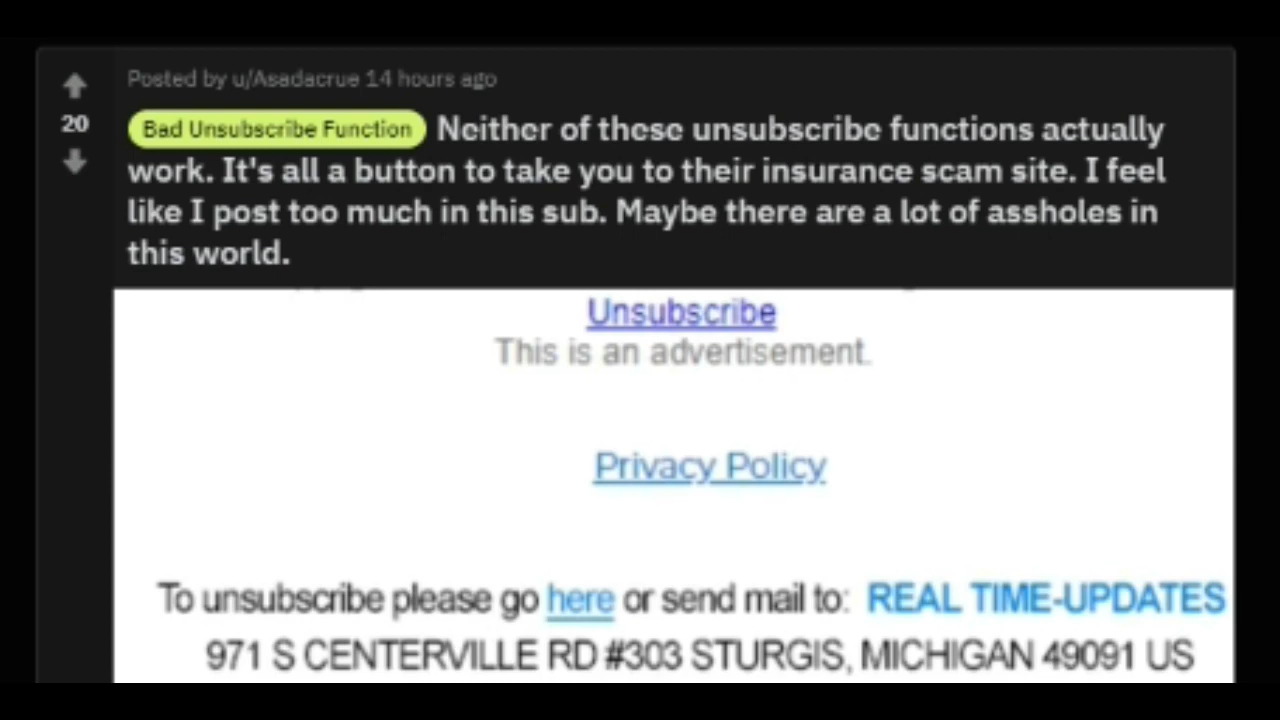 Posted by u/Asadacrue 14 hours ago
20
Bad Unsubscribe Function Neither of these unsubscribe functions actually
work. It's all a button to take you to their insurance scam site. I feel
like I post too much in this sub. Maybe there are a lot of assholes in
this world.
Unsubscribe
This is an advertisement.
Privacy Policy
To unsubscribe please go here or send mail to: REAL TIME-UPDATES
971 S CENTERVILLE RD #303 STURGIS, MICHIGAN 49091 US